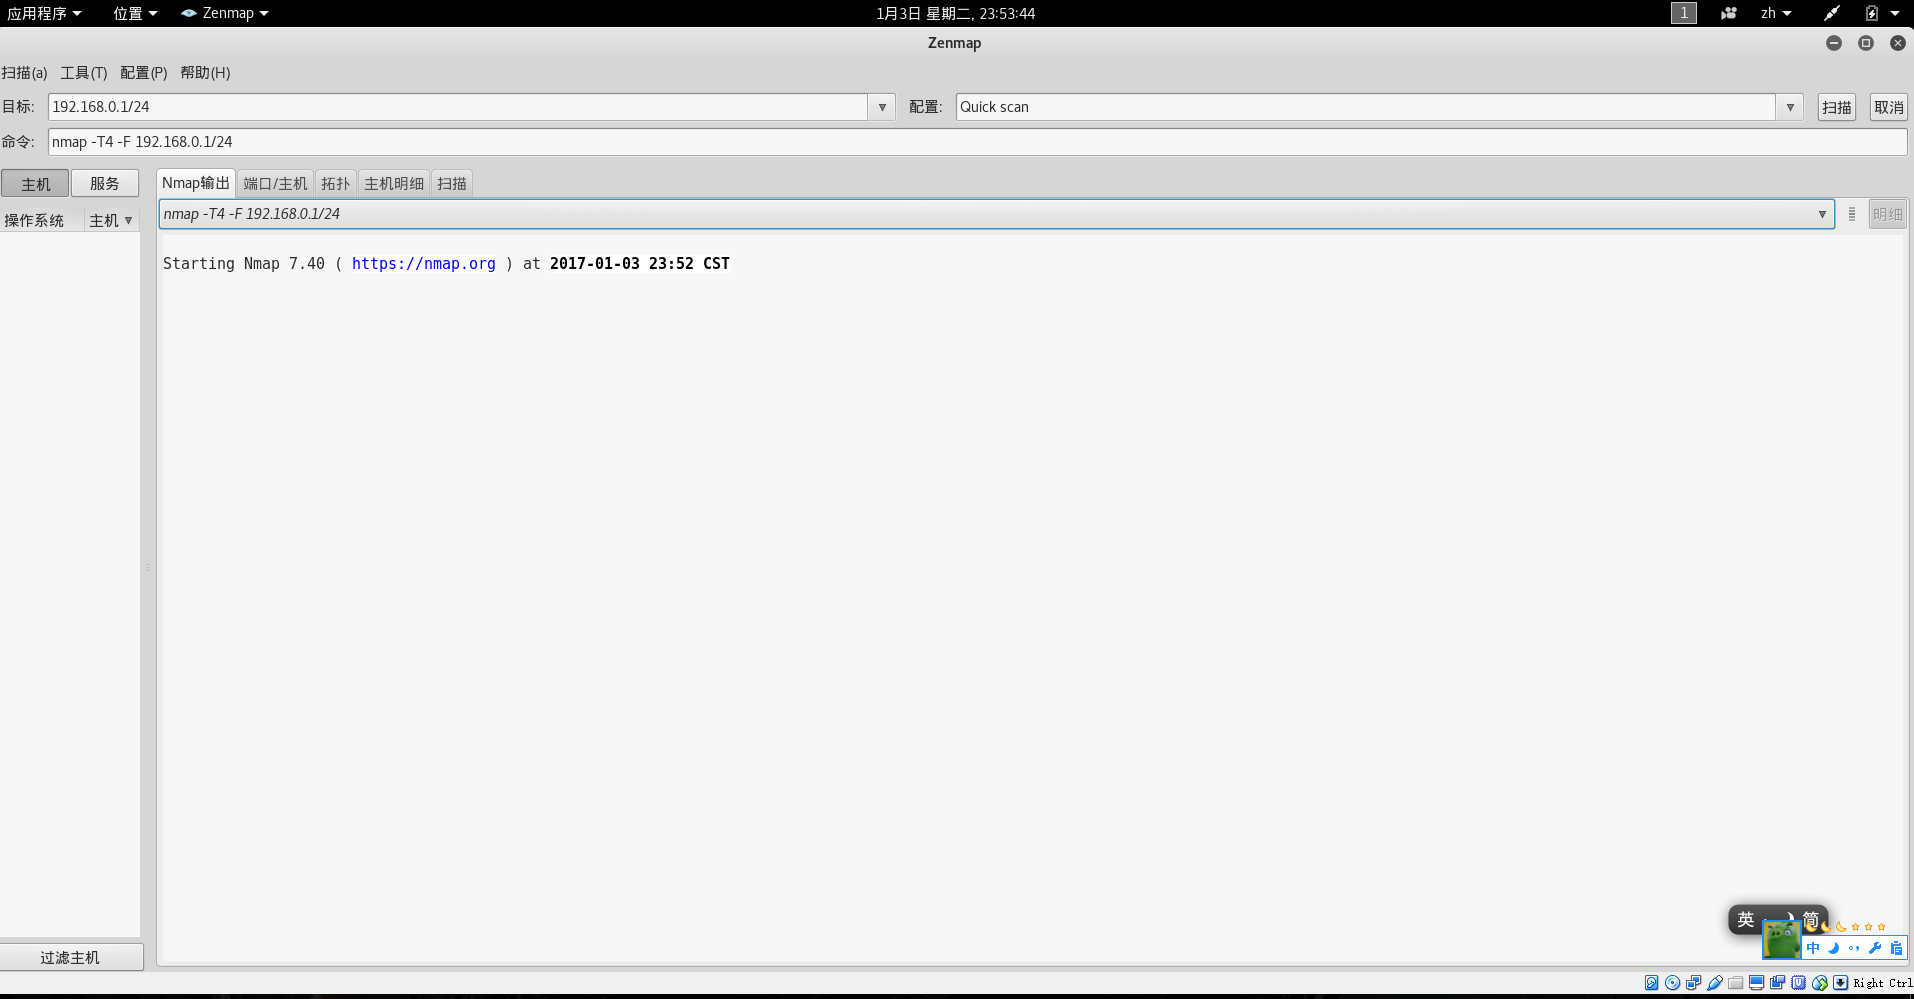 应用程序 位置 Zenmap 1月3日 星期二, 23:53:44 1 zh
Zenmap
扫描(a) 工具(T) 配置(P) 帮助(H)
目标: 192.168.0.1/24 配置: Quick scan 扫描 取消
命令: nmap -T4 -F 192.168.0.1/24
主机 服务 Nmap输出 端口/主机 拓扑 主机明细 扫描
操作系统 主机 nmap -T4 -F 192.168.0.1/24 明细
Starting Nmap 7.40 ( https://nmap.org ) at 2017-01-03 23:52 CST
英 简
中
过滤主机
Right Ctrl